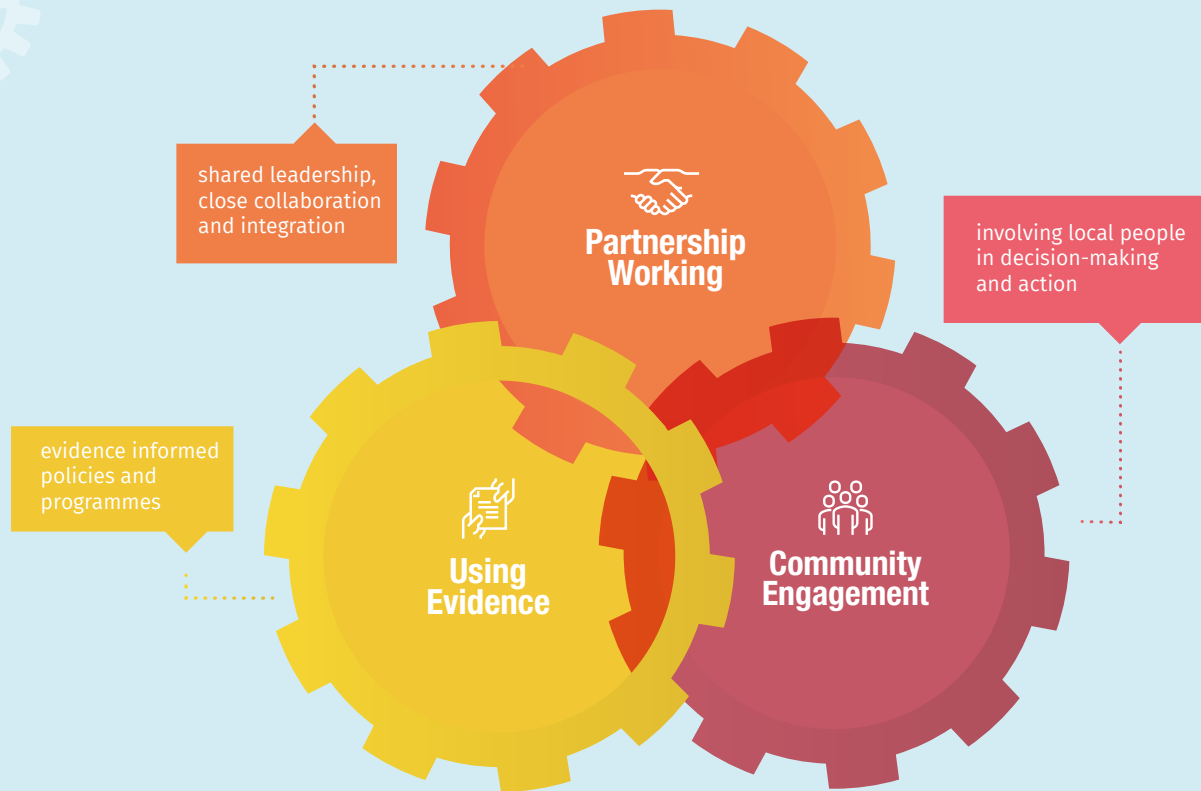 shared leadership,
close collaboration
and integration
Partnership
Working
involving local people
in decision-making
and action
evidence informed
policies and
programmes
Using
Evidence
Community
Engagement